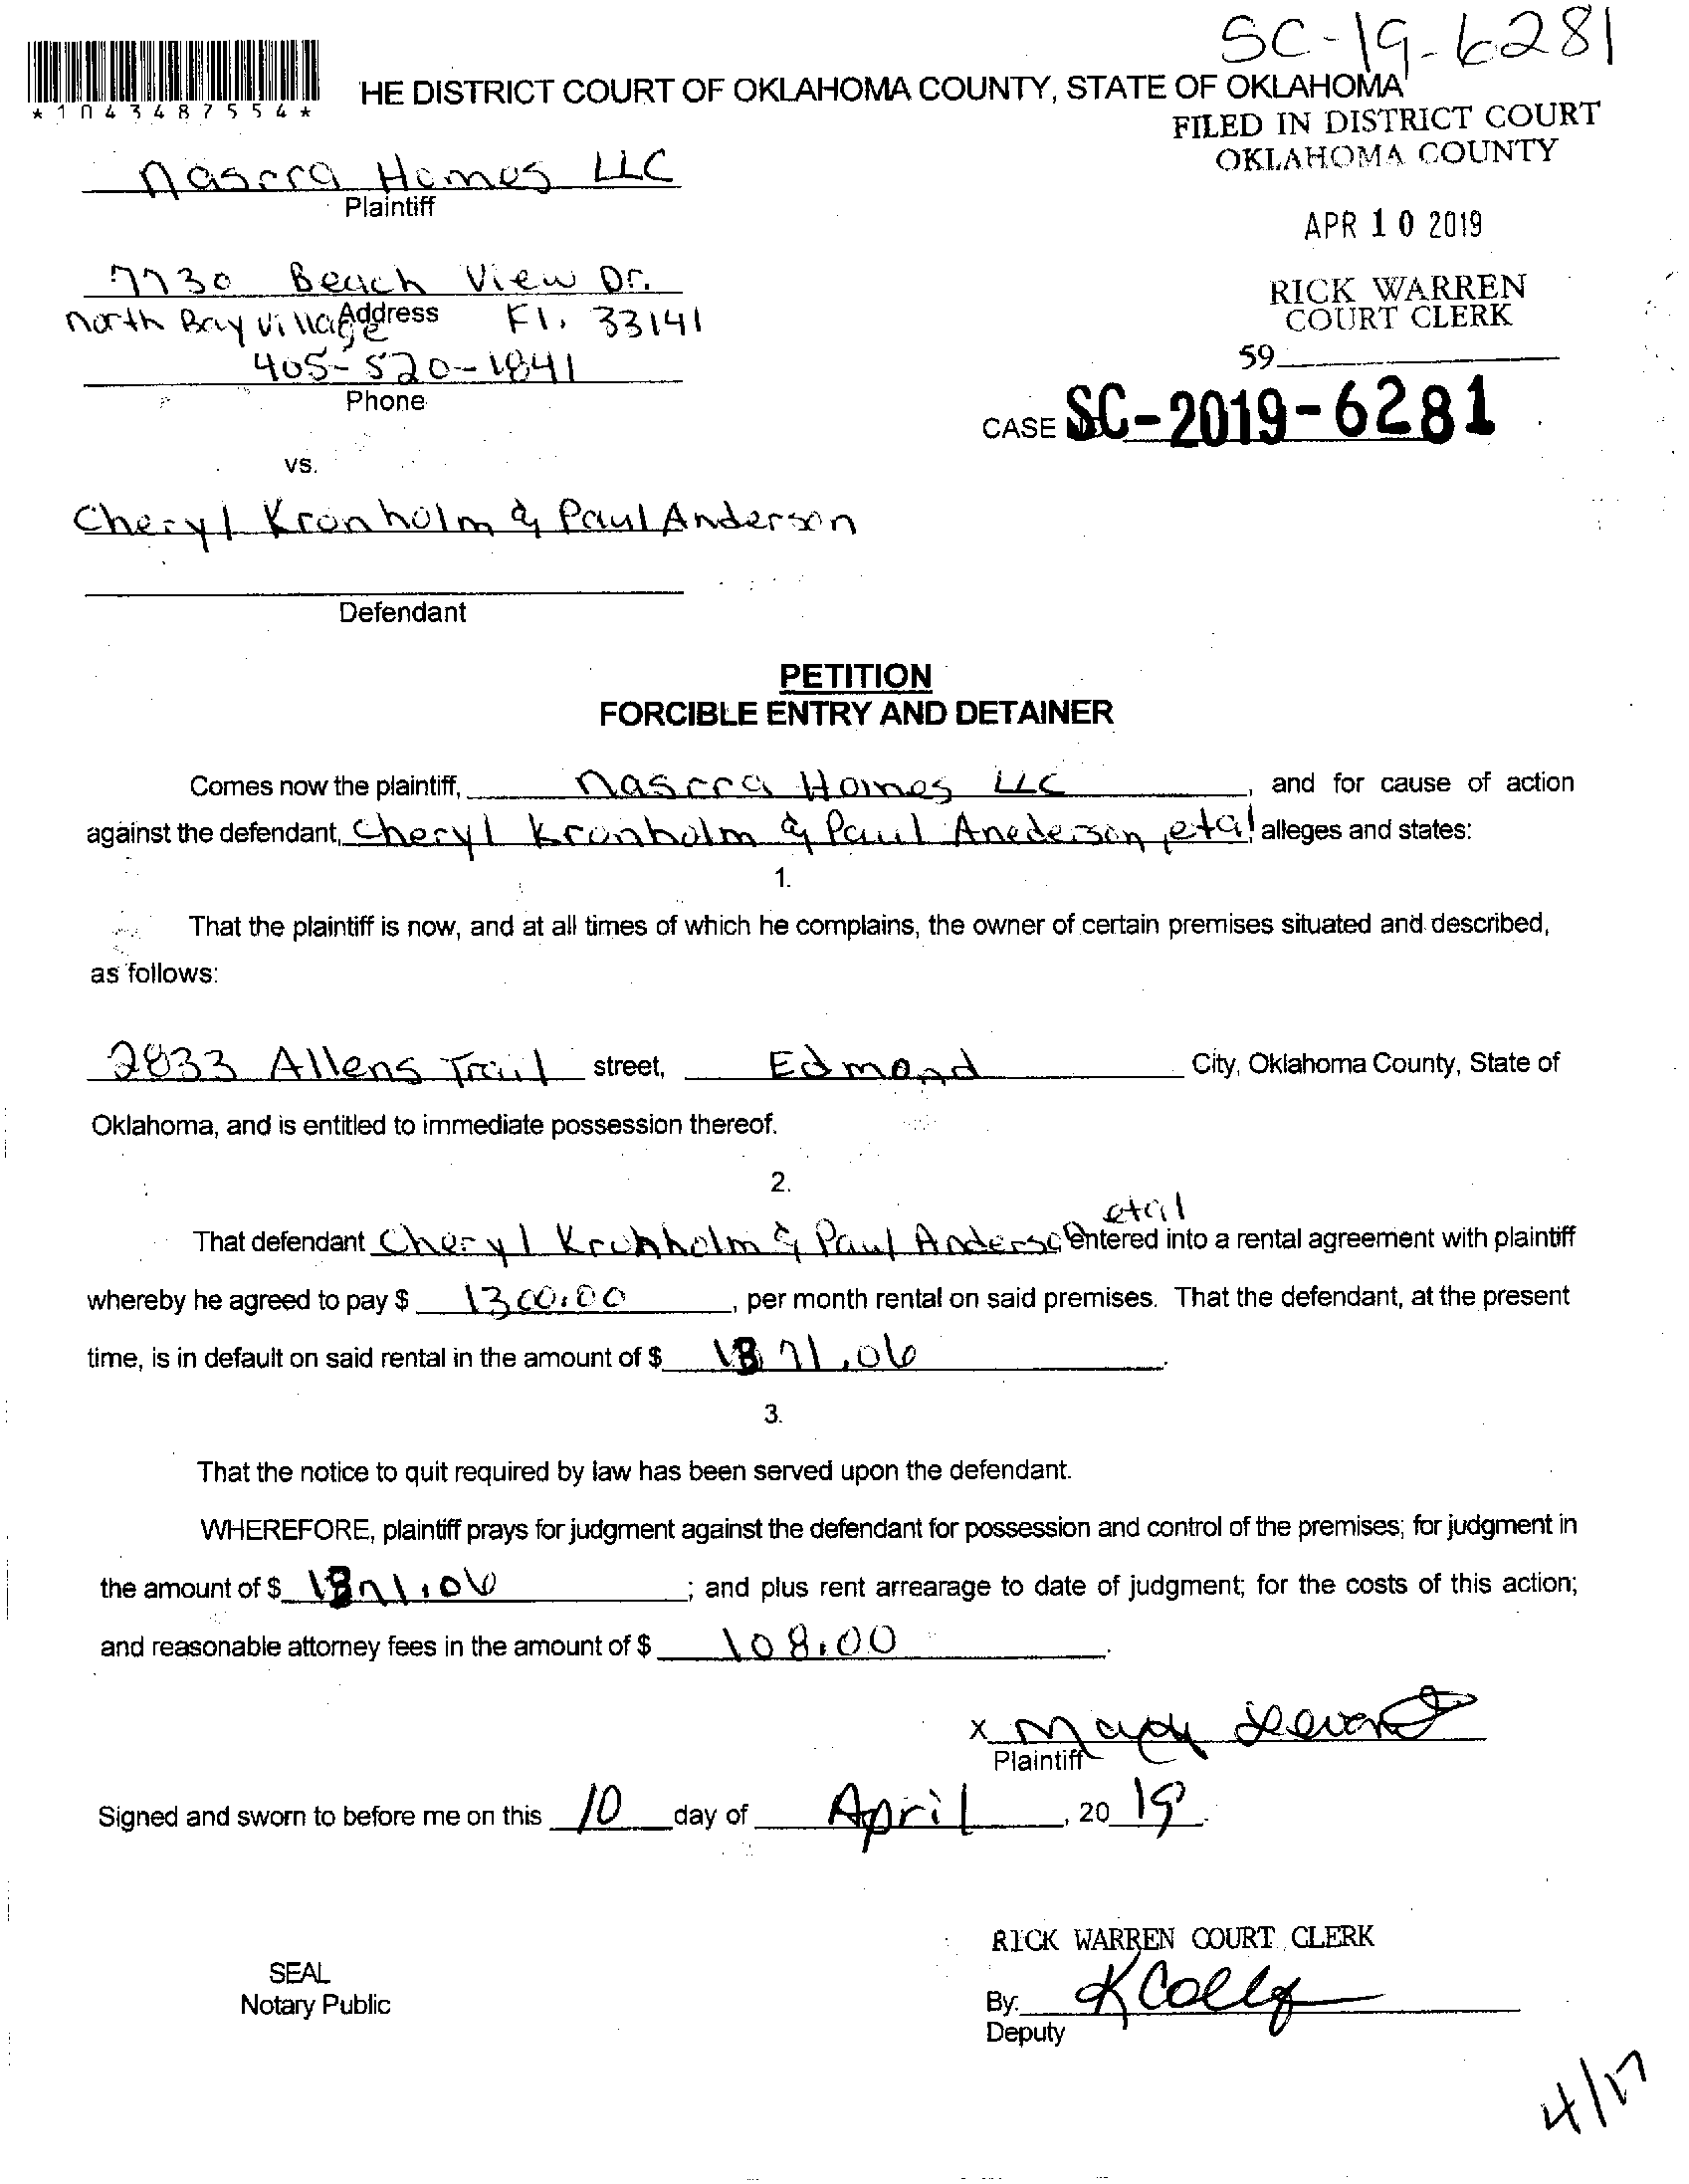 SC-19-6281
*1043487554*
HE DISTRICT COURT OF OKLAHOMA COUNTY, STATE OF OKLAHOMA
FILED IN DISTRICT COURT
OKLAHOMA COUNTY
nasrra Homes LLC
Plaintiff
APR 10 2019
7730 Beach View Dr.
RICK WARREN
COURT CLERK
Address
north Bay village Fl, 33141
405-520-1841
Phone
59
CASE SC-2019-6281
vs.
Cheryl Kronholm & Paul Anderson
Defendant
PETITION
FORCIBLE ENTRY AND DETAINER
Comes now the plaintiff, nasrra Homes LLC, and for cause of action
against the defendant, Cheryl Kronholm & Paul Anederson, etal alleges and states:
1.
That the plaintiff is now, and at all times of which he complains, the owner of certain premises situated and described,
as follows:
2833 Allens Trail street, Edmond City, Oklahoma County, State of
Oklahoma, and is entitled to immediate possession thereof.
2.
etal
That defendant Cheryl Kronholm & Paul Anderso entered into a rental agreement with plaintiff
whereby he agreed to pay $ 1300.00, per month rental on said premises. That the defendant, at the present
time, is in default on said rental in the amount of $ 1871.06.
3.
That the notice to quit required by law has been served upon the defendant.
WHEREFORE, plaintiff prays for judgment against the defendant for possession and control of the premises; for judgment in
the amount of $ 1871.06; and plus rent arrearage to date of judgment; for the costs of this action;
and reasonable attorney fees in the amount of $ 108.00.
x
Plaintiff
Signed and sworn to before me on this 10 day of April, 2019.
RICK WARREN COURT CLERK
SEAL
Notary Public
By:
Deputy
4/17